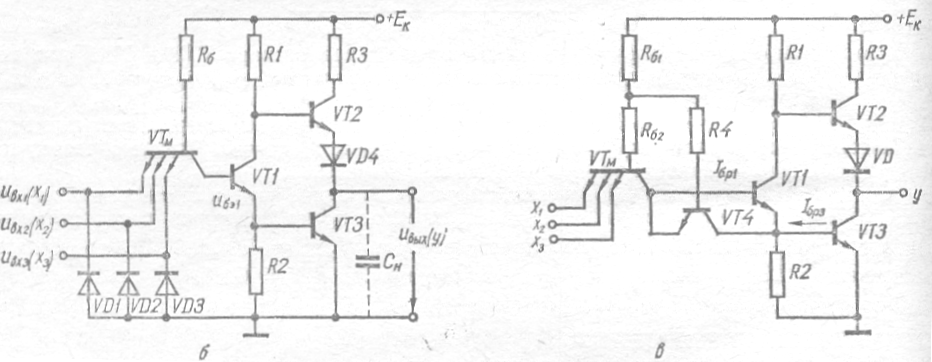 +Eк
Rб
R1
R3
VT2
VTм
VD4
VT1
uвх1(x1)
uбэ1
uвх2(x2)
VT3
uвых(y)
uвх3(x3)
R2
Cн
VD1
VD2
VD3
б
+Eк
Rб1
R1
R3
VT2
Rб2
R4
VTм
Iбр1
VT1
VD
x1
x2
x3
VT4
Iбр3
y
VT3
R2
в